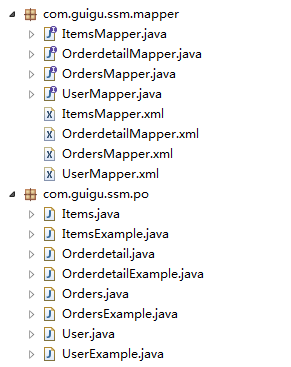 com.guigu.ssm.mapper
ItemsMapper.java
OrderdetailMapper.java
OrdersMapper.java
UserMapper.java
ItemsMapper.xml
OrderdetailMapper.xml
OrdersMapper.xml
UserMapper.xml
com.guigu.ssm.po
Items.java
ItemsExample.java
Orderdetail.java
OrderdetailExample.java
Orders.java
OrdersExample.java
User.java
UserExample.java